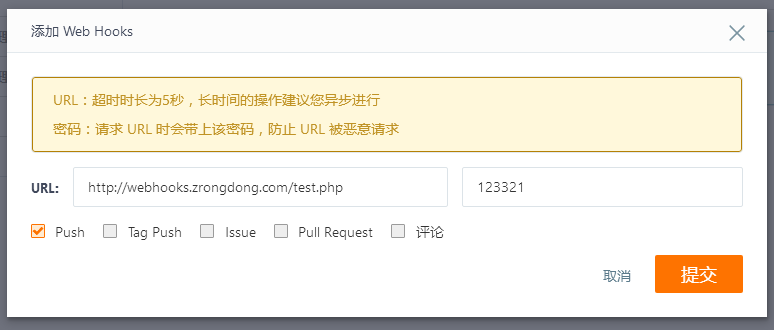 添加 Web Hooks
URL：超时时长为5秒，长时间的操作建议您异步进行
密码：请求 URL 时会带上该密码，防止 URL 被恶意请求
URL: http://webhooks.zrongdong.com/test.php 123321
Push Tag Push Issue Pull Request 评论
取消 提交